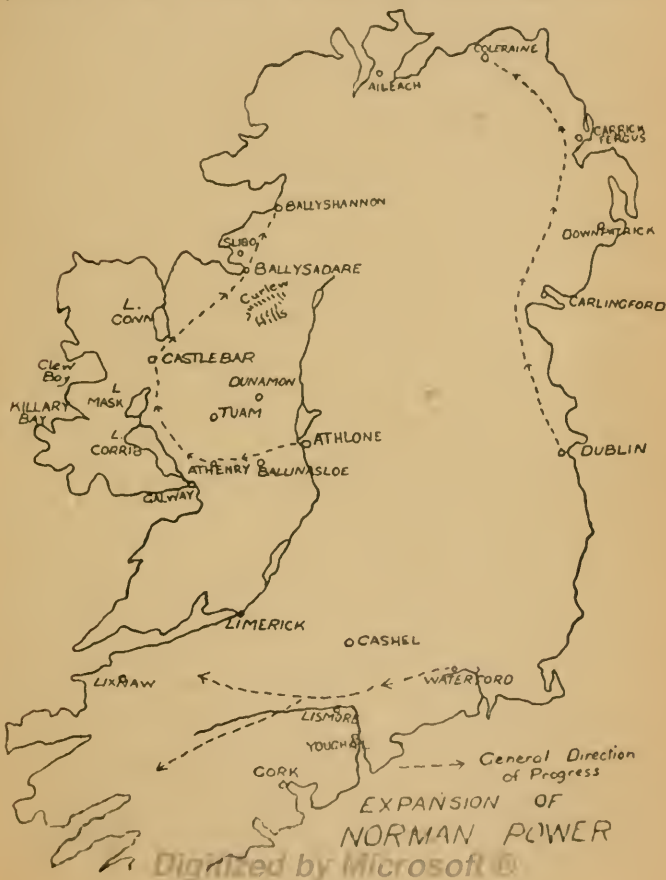 COLERAINE
AILEACH
CARRICK
FERGUS
BALLYSHANNON
DOWNPATRICK
SLIGO
BALLYSADARE
Curlew
Hills
CARLINGFORD
L.
CONN
CASTLEBAR
Clew
Bay
DUNAMON
L
MASK
KILLARY
BAY
TUAM
L.
CORRIB
ATHLONE
DUBLIN
ATHENRY
BALLINASLOE
GALWAY
LIMERICK
CASHEL
LIXNAW
WATERFORD
LISMORE
YOUGHAL
General Direction
of Progress
CORK
EXPANSION OF
NORMAN POWER
Digitized by Microsoft ®